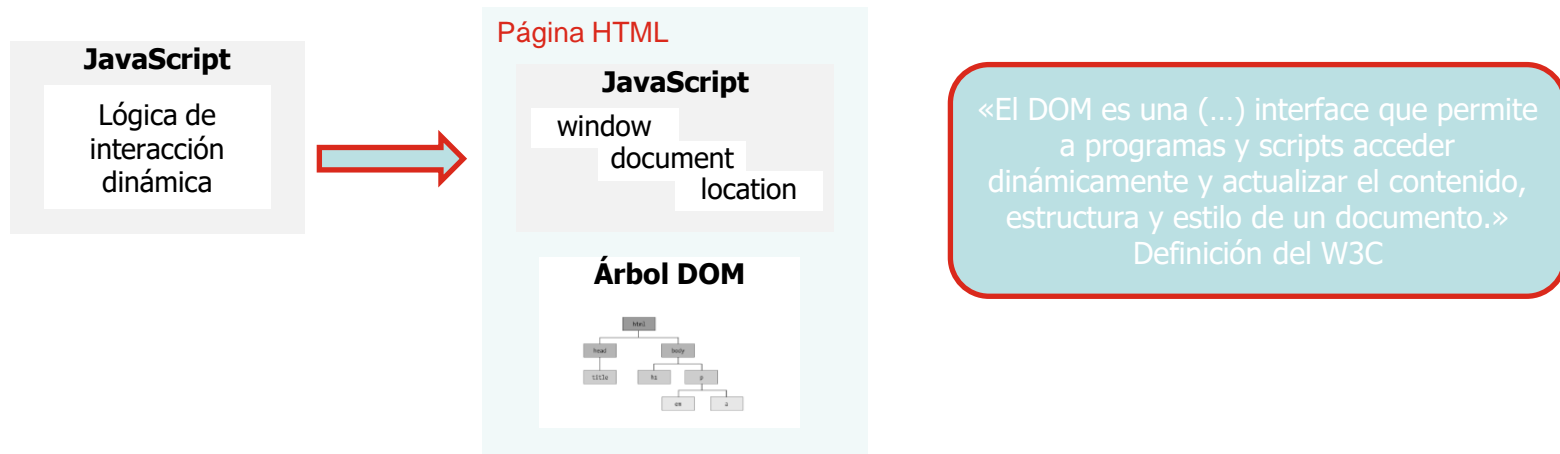 JavaScript
Lógica de
interacción
dinámica
Página HTML
JavaScript
window
document
location
Árbol DOM
html
head
body
title
h1
p
em
a
«El DOM es una (...) interface que permite
a programas y scripts acceder
dinámicamente y actualizar el contenido,
estructura y estilo de un documento.»
Definición del W3C